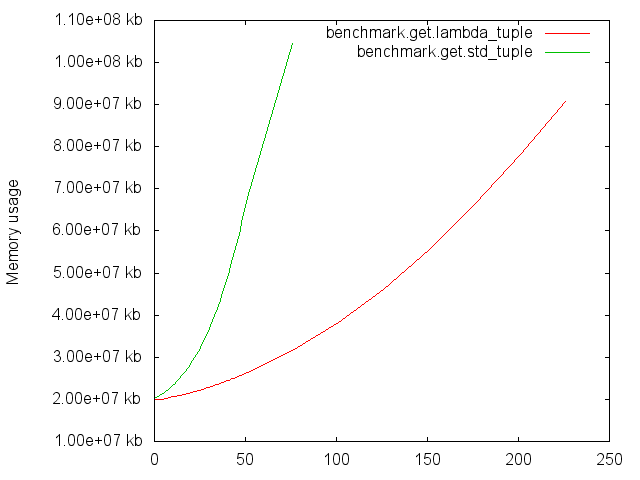 1.10e+08 kb
1.00e+08 kb
9.00e+07 kb
8.00e+07 kb
7.00e+07 kb
6.00e+07 kb
5.00e+07 kb
4.00e+07 kb
3.00e+07 kb
2.00e+07 kb
1.00e+07 kb
Memory usage
benchmark.get.lambda_tuple
benchmark.get.std_tuple
0 50 100 150 200 250